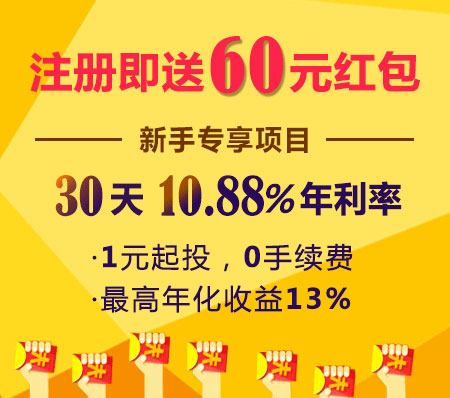 注册即送60元红包
新手专享项目
30天 10.88%年利率
·1元起投，0手续费
·最高年化收益13%